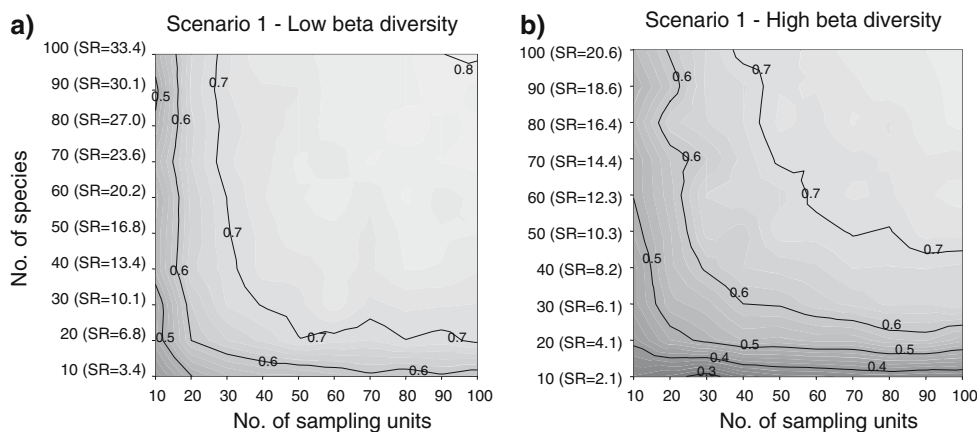 a) Scenario 1 - Low beta diversity
No. of species
100 (SR=33.4)
90 (SR=30.1)
80 (SR=27.0)
70 (SR=23.6)
60 (SR=20.2)
50 (SR=16.8)
40 (SR=13.4)
30 (SR=10.1)
20 (SR=6.8)
10 (SR=3.4)
0.8
0.7
0.5
0.6
0.7
0.6
0.5
0.7
0.7
0.6
0.6
10 20 30 40 50 60 70 80 90 100
No. of sampling units
b) Scenario 1 - High beta diversity
100 (SR=20.6)
90 (SR=18.6)
80 (SR=16.4)
70 (SR=14.4)
60 (SR=12.3)
50 (SR=10.3)
40 (SR=8.2)
30 (SR=6.1)
20 (SR=4.1)
10 (SR=2.1)
0.6
0.7
0.6
0.7
0.7
0.5
0.6
0.6
0.5
0.5
0.4
0.4
0.3
10 20 30 40 50 60 70 80 90 100
No. of sampling units